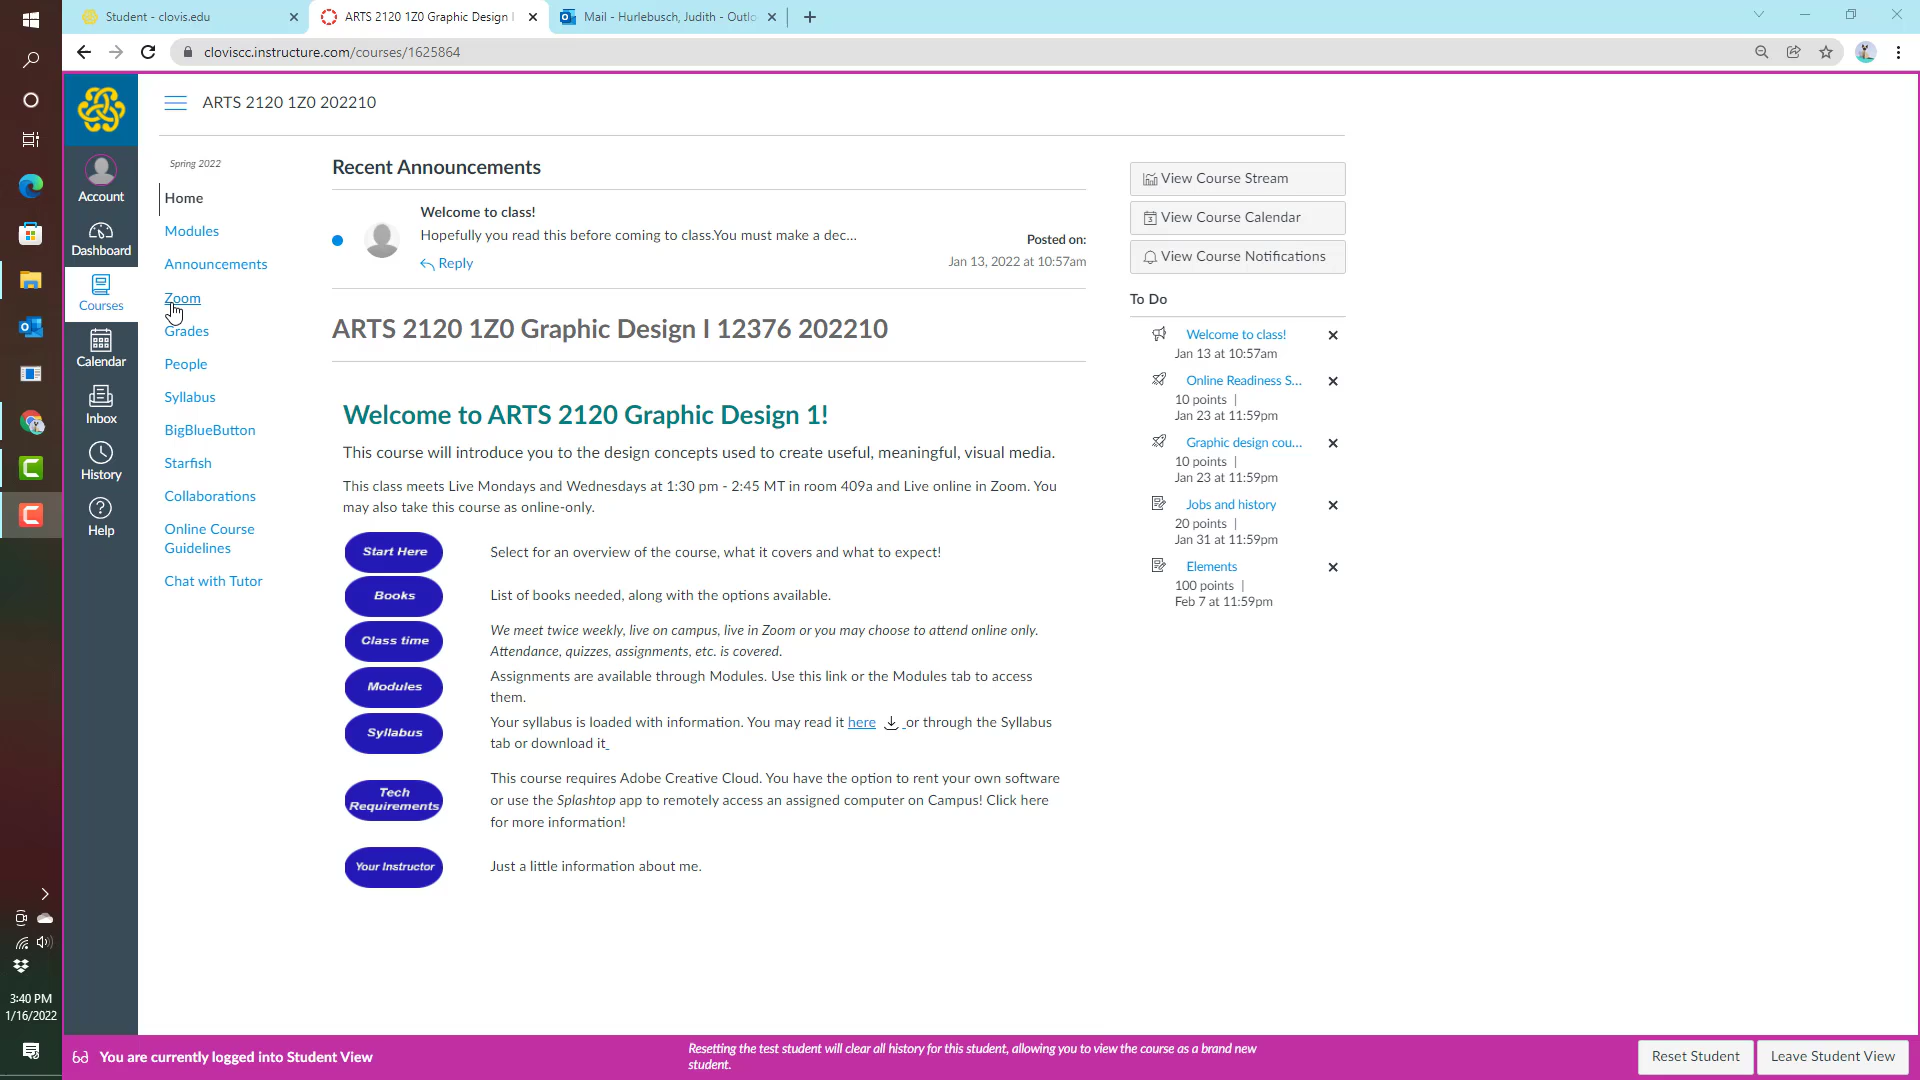 Student - clovis.edu
ARTS 2120 1Z0 Graphic Design I
Mail - Hurlebusch, Judith - Outlo
cloviscc.instructure.com/courses/1625864
ARTS 2120 1Z0 202210
Account
Dashboard
Courses
Calendar
Inbox
History
Help
Spring 2022
Home
Modules
Announcements
Zoom
Grades
People
Syllabus
BigBlueButton
Starfish
Collaborations
Online Course
Guidelines
Chat with Tutor
Recent Announcements
Welcome to class!
Hopefully you read this before coming to class.You must make a dec...
Reply
Posted on:
Jan 13, 2022 at 10:57am
ARTS 2120 1Z0 Graphic Design I 12376 202210
Welcome to ARTS 2120 Graphic Design 1!
This course will introduce you to the design concepts used to create useful, meaningful, visual media.
This class meets Live Mondays and Wednesdays at 1:30 pm - 2:45 MT in room 409a and Live online in Zoom. You
may also take this course as online-only.
Start Here
Select for an overview of the course, what it covers and what to expect!
Books
List of books needed, along with the options available.
Class time
We meet twice weekly, live on campus, live in Zoom or you may choose to attend online only.
Attendance, quizzes, assignments, etc. is covered.
Modules
Assignments are available through Modules. Use this link or the Modules tab to access
them.
Syllabus
Your syllabus is loaded with information. You may read it here or through the Syllabus
tab or download it
Tech
Requirements
This course requires Adobe Creative Cloud. You have the option to rent your own software
or use the Splashtop app to remotely access an assigned computer on Campus! Click here
for more information!
Your Instructor
Just a little information about me.
View Course Stream
View Course Calendar
View Course Notifications
To Do
Welcome to class!
Jan 13 at 10:57am
Online Readiness S...
10 points |
Jan 23 at 11:59pm
Graphic design cou...
10 points |
Jan 23 at 11:59pm
Jobs and history
20 points |
Jan 31 at 11:59pm
Elements
100 points |
Feb 7 at 11:59pm
3:40 PM
1/16/2022
You are currently logged into Student View
Resetting the test student will clear all history for this student, allowing you to view the course as a brand new
student.
Reset Student
Leave Student View